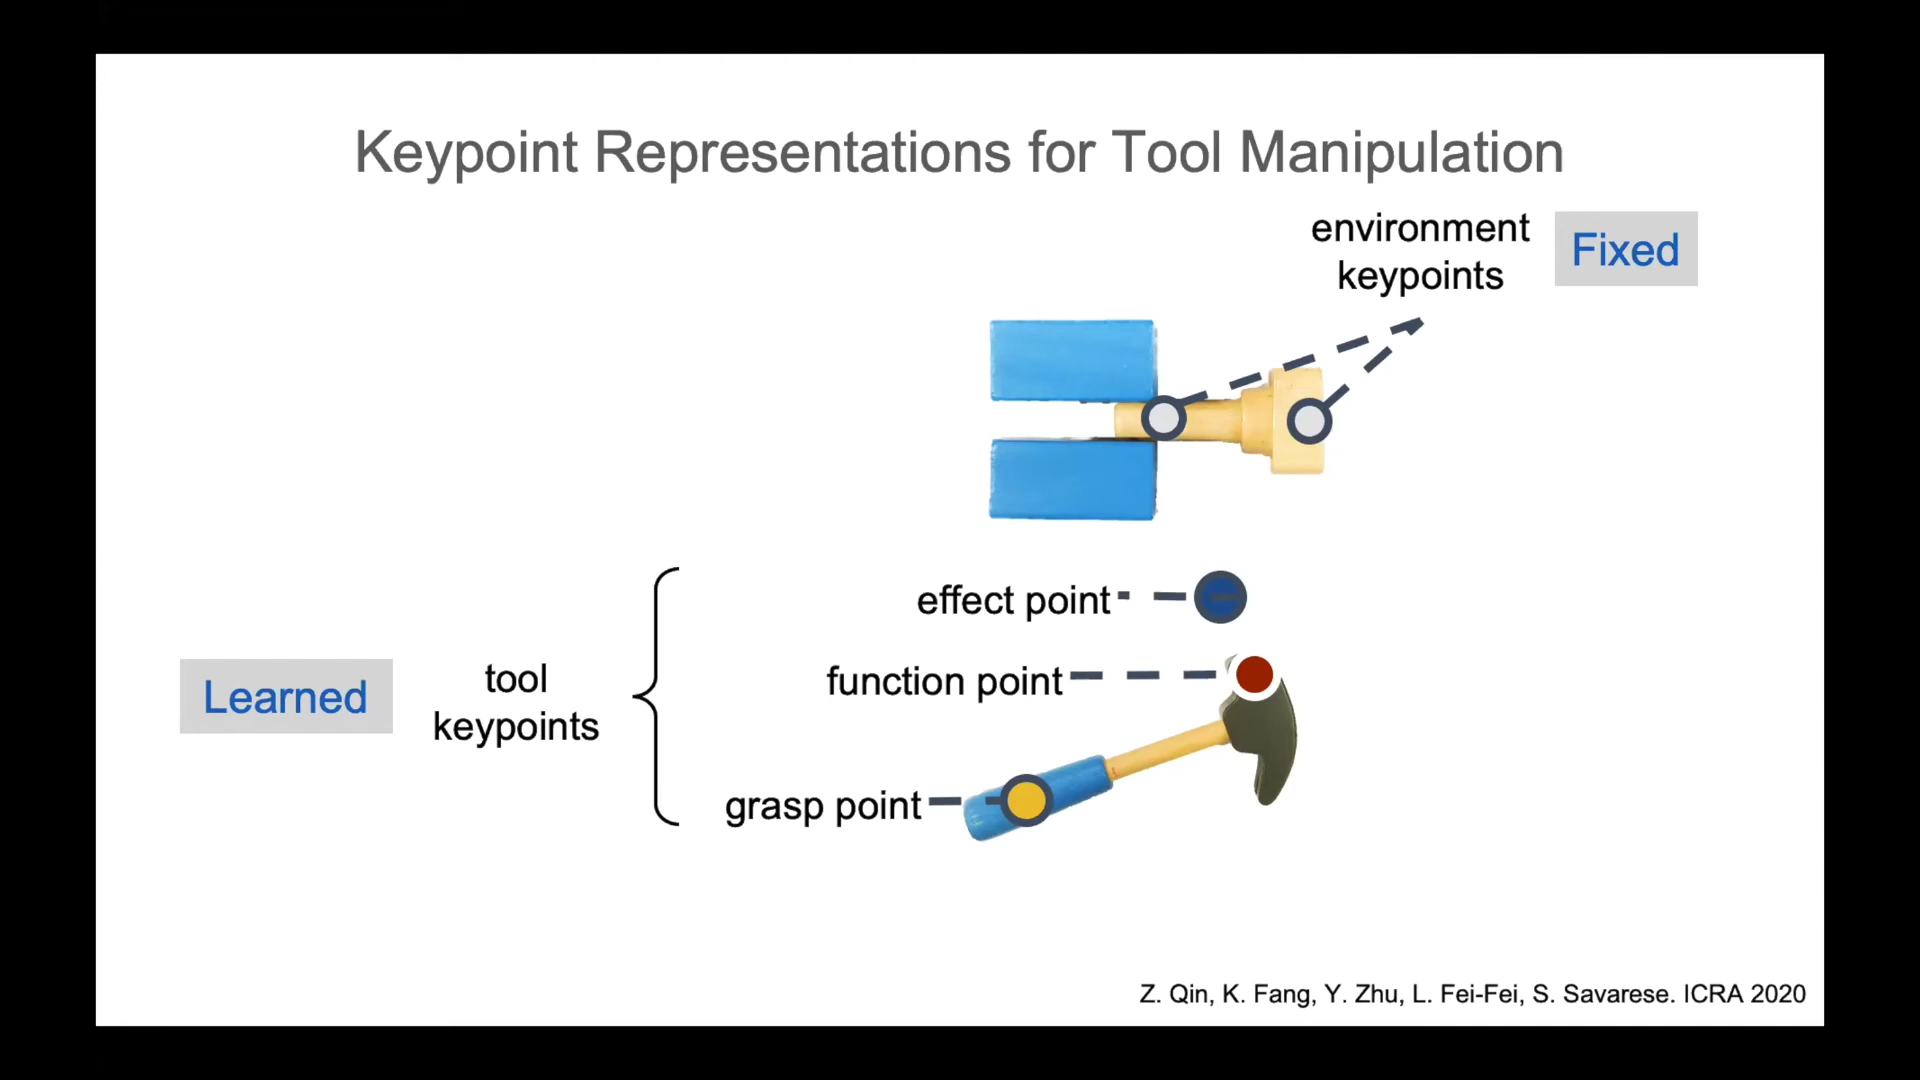 Keypoint Representations for Tool Manipulation
environment
keypoints
Fixed
effect point
function point
Learned
tool
keypoints
grasp point
Z. Qin, K. Fang, Y. Zhu, L. Fei-Fei, S. Savarese. ICRA 2020